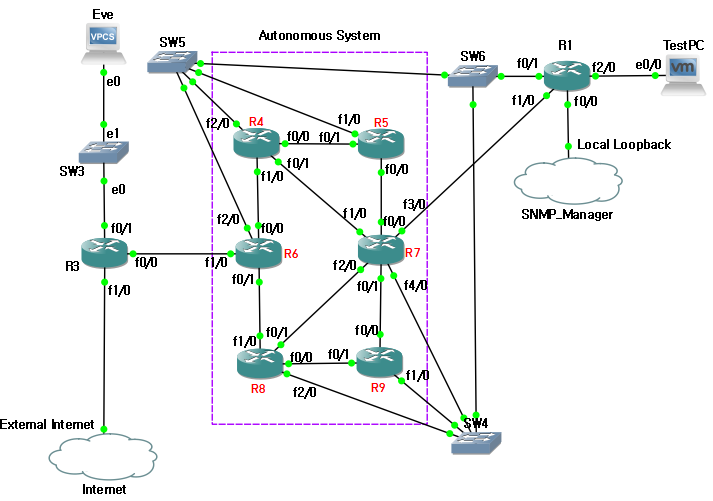 Eve
VPCS
e0
e1
SW3
e0
f0/1
R3
f0/0
f1/0
External Internet
Internet
SW5
Autonomous System
f2/0
R4
f0/0
f0/1
f1/0
f1/0
f0/1
R5
f0/0
f2/0
f0/0
f1/0
R6
f0/1
f1/0
f0/0
f3/0
R7
f2/0
f0/1
f4/0
f0/1
f1/0
R8
f0/0
f2/0
f0/0
f0/1
R9
f1/0
SW4
SW6
f0/1
R1
f2/0
f1/0
f0/0
e0/0
TestPC
vm
Local Loopback
SNMP_Manager